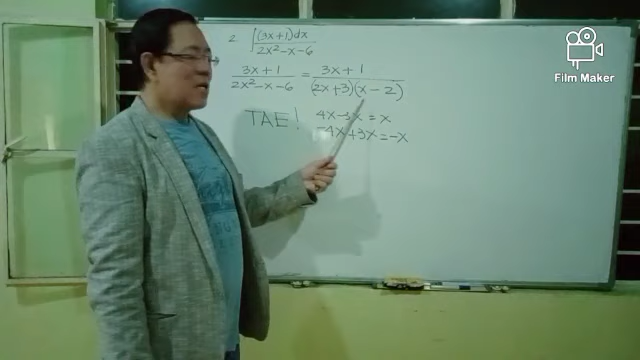 2 ∫ (3x+1)dx / 2x²-x-6
3x+1 / 2x²-x-6 = 3x+1 / (2x+3)(x-2)
TAE! 4x-3x=x
-4x+3x=-x
Film Maker